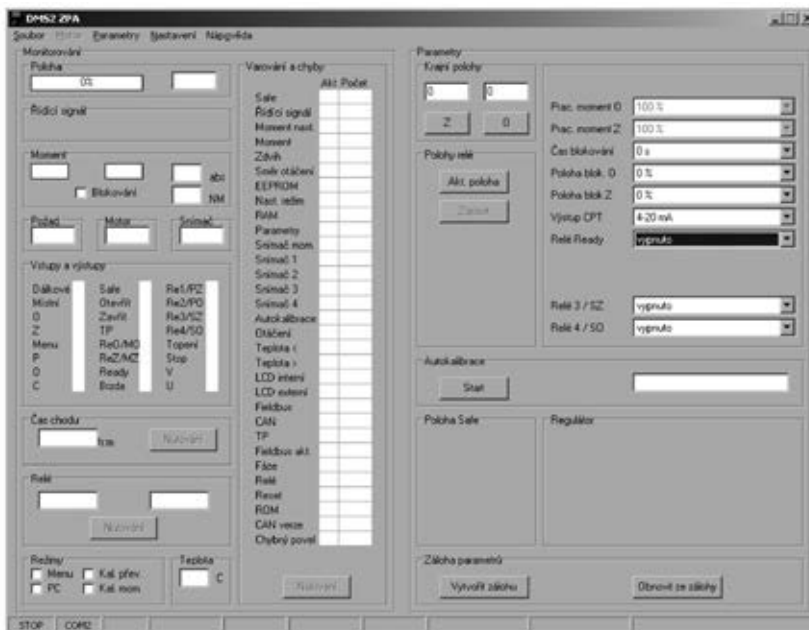 DMS2 ZPA
Soubor Motor Parametry Nastavení Nápověda
Monitorování
Poloha
0%
Řídící signál
Moment
abs
Blokování
NM
Požad. Motor Snímač
Vstupy a výstupy
Dálkové Safe Re1/PZ
Místní Otevřít Re2/PO
O Zavřít Re3/SZ
Z TP Re4/SO
Menu ReO/MO Topení
P ReZ/MZ Stop
O Ready V
C Brzda U
Čas chodu
Nulování
Relé
Nulování
Režimy
Menu Kal. přev.
PC Kal. mom.
Teplota
C
Varování a chyby
Akt. Počet
Safe
Řídící signál
Moment nast.
Moment
Zdvih
Směr otáčení
EEPROM
Nast. režim
RAM
Parametry
Snímač mom.
Snímač 1
Snímač 2
Snímač 3
Snímač 4
Autokalibrace
Otáčení
Teplota <
Teplota >
LCD interní
LCD externí
Fieldbus
CAN
TP
Fieldbus akt.
Fáze
Relé
Reset
ROM
CAN verze
Chybný povel
Nulování
Parametry
Krajní polohy
0 0
Z O
Polohy relé
Akt. poloha
Prac. moment O 100 %
Prac. moment Z 100 %
Čas blokování 0 s
Poloha blok. O 0 %
Poloha blok. Z 0 %
Výstup CPT 4-20 mA
Relé Ready vypnuto
Relé 3 / SZ vypnuto
Relé 4 / SO vypnuto
Autokalibrace
Start
Poloha Safe
Regulátor
Záloha parametrů
Vytvořit zálohu
Obnovit ze zálohy
STOP COM2